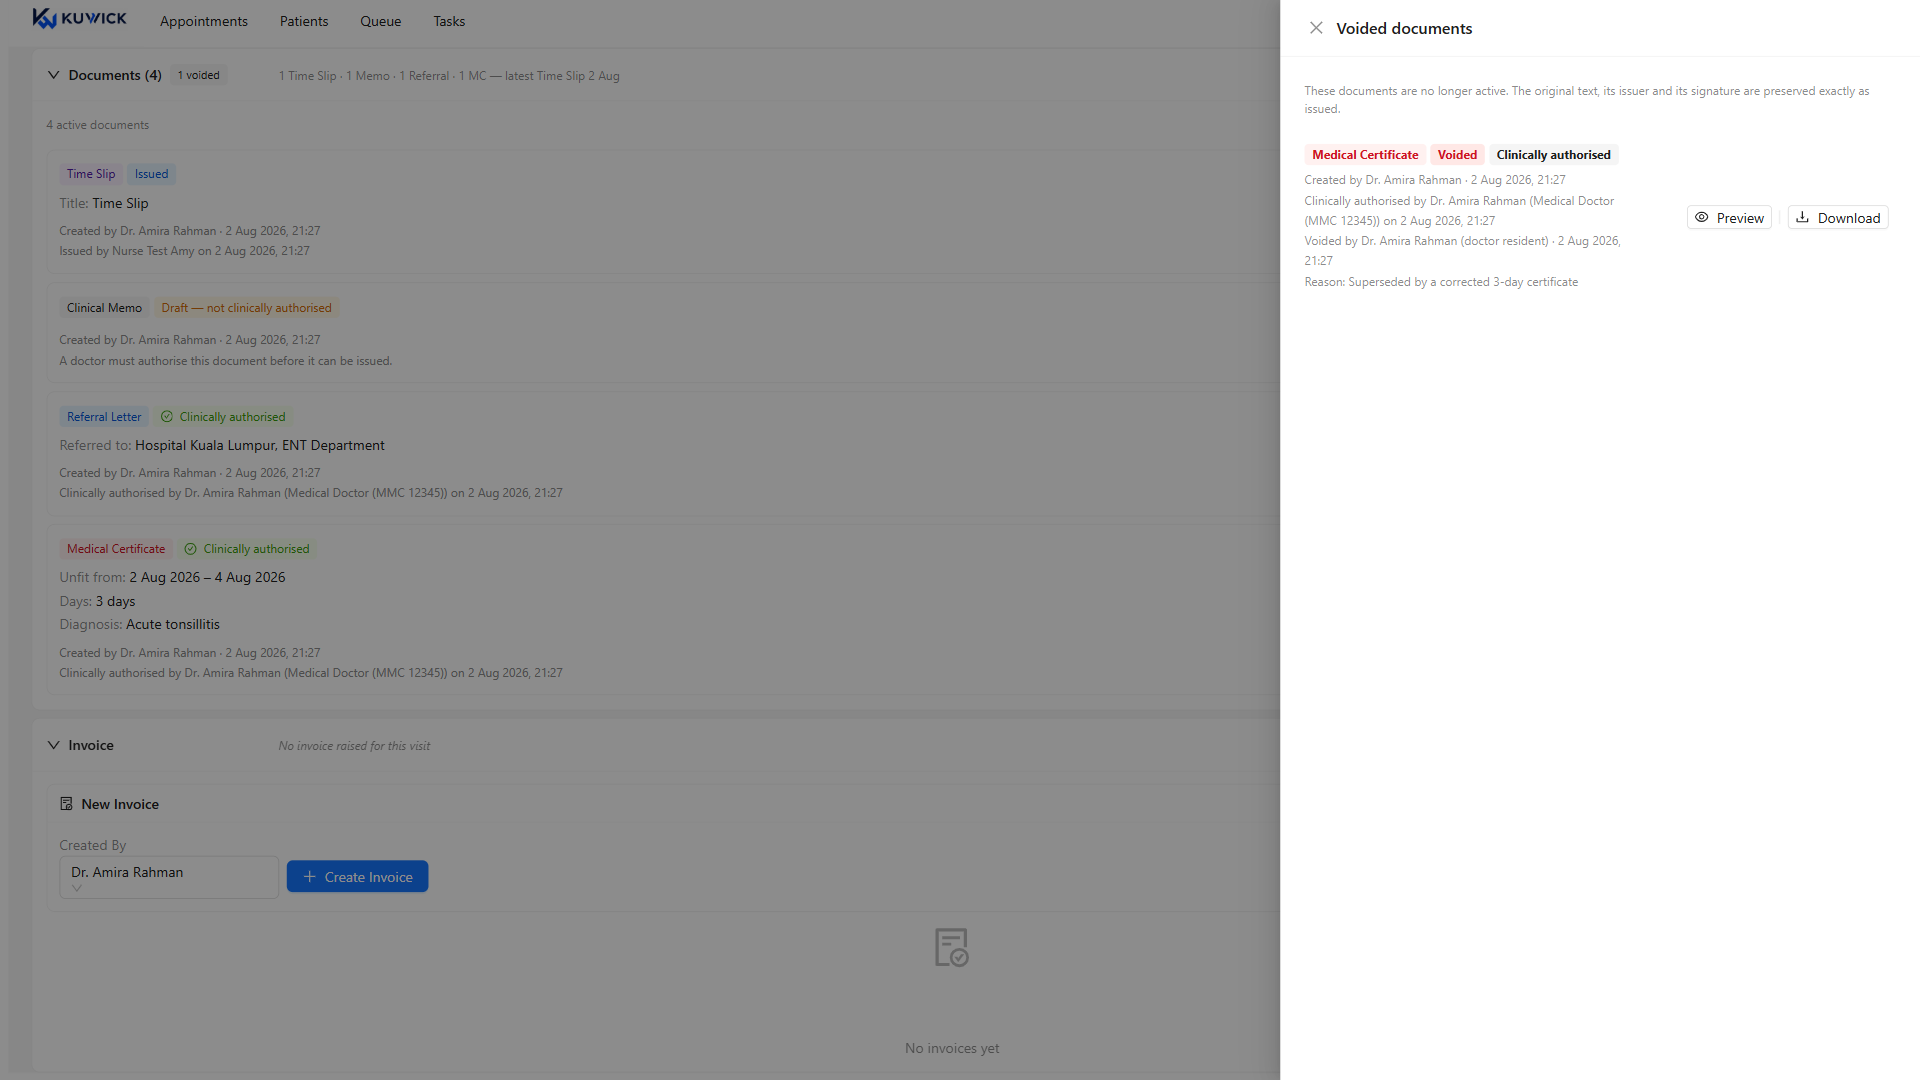 KUWICK
Appointments
Patients
Queue
Tasks
Documents (4)
1 voided
1 Time Slip · 1 Memo · 1 Referral · 1 MC — latest Time Slip 2 Aug
4 active documents
Time Slip
Issued
Title: Time Slip
Created by Dr. Amira Rahman · 2 Aug 2026, 21:27
Issued by Nurse Test Amy on 2 Aug 2026, 21:27
Clinical Memo
Draft — not clinically authorised
Created by Dr. Amira Rahman · 2 Aug 2026, 21:27
A doctor must authorise this document before it can be issued.
Referral Letter
Clinically authorised
Referred to: Hospital Kuala Lumpur, ENT Department
Created by Dr. Amira Rahman · 2 Aug 2026, 21:27
Clinically authorised by Dr. Amira Rahman (Medical Doctor (MMC 12345)) on 2 Aug 2026, 21:27
Medical Certificate
Clinically authorised
Unfit from: 2 Aug 2026 – 4 Aug 2026
Days: 3 days
Diagnosis: Acute tonsillitis
Created by Dr. Amira Rahman · 2 Aug 2026, 21:27
Clinically authorised by Dr. Amira Rahman (Medical Doctor (MMC 12345)) on 2 Aug 2026, 21:27
Invoice
No invoice raised for this visit
New Invoice
Created By
Dr. Amira Rahman
Create Invoice
No invoices yet
Voided documents
These documents are no longer active. The original text, its issuer and its signature are preserved exactly as
issued.
Medical Certificate
Voided
Clinically authorised
Created by Dr. Amira Rahman · 2 Aug 2026, 21:27
Clinically authorised by Dr. Amira Rahman (Medical Doctor
(MMC 12345)) on 2 Aug 2026, 21:27
Voided by Dr. Amira Rahman (doctor resident) · 2 Aug 2026,
21:27
Reason: Superseded by a corrected 3-day certificate
Preview
Download